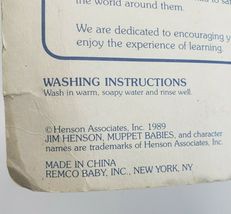 the world around them.
We are dedicated to encouraging y
enjoy the experience of learning.
WASHING INSTRUCTIONS
Wash in warm, soapy water and rinse well.
© Henson Associates, Inc. 1989
JIM HENSON, MUPPET BABIES, and character
names are trademarks of Henson Associates, Inc.
MADE IN CHINA
REMCO BABY, INC., NEW YORK, NY